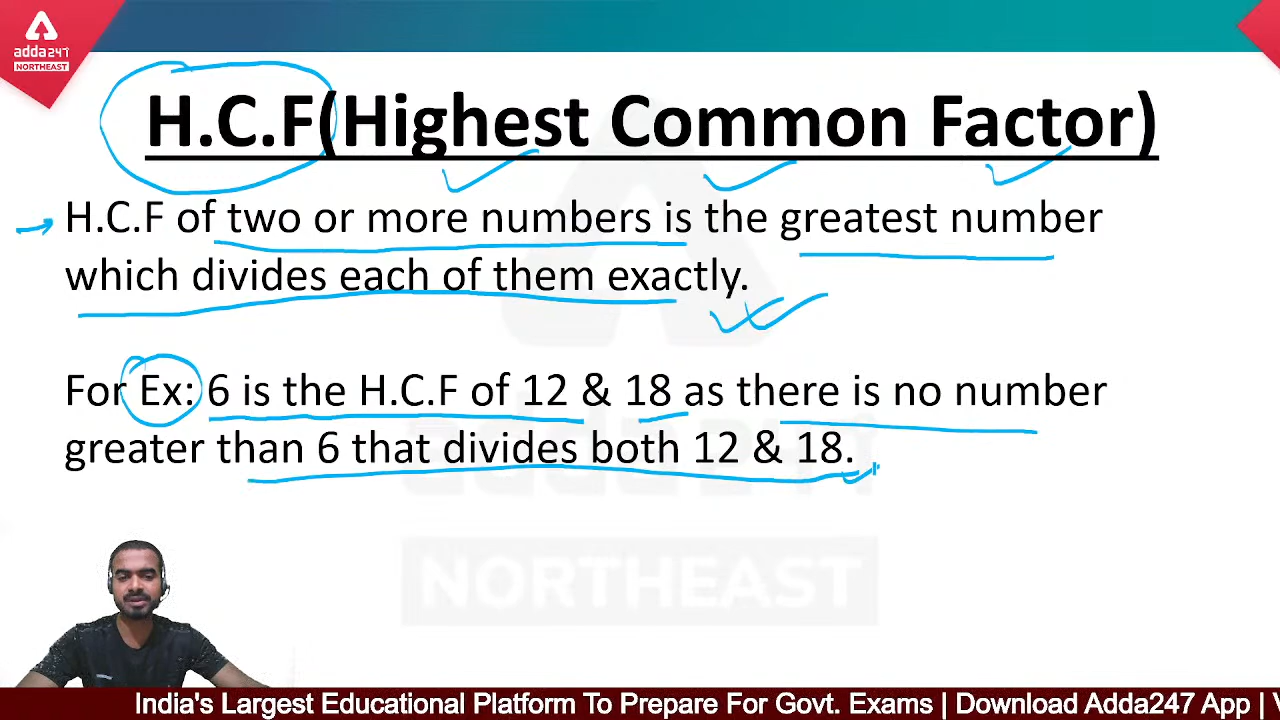 adda247
NORTHEAST
H.C.F(Highest Common Factor)
H.C.F of two or more numbers is the greatest number
which divides each of them exactly.
For Ex: 6 is the H.C.F of 12 & 18 as there is no number
greater than 6 that divides both 12 & 18.
adda247
NORTHEAST
India's Largest Educational Platform To Prepare For Govt. Exams | Download Adda247 App | V